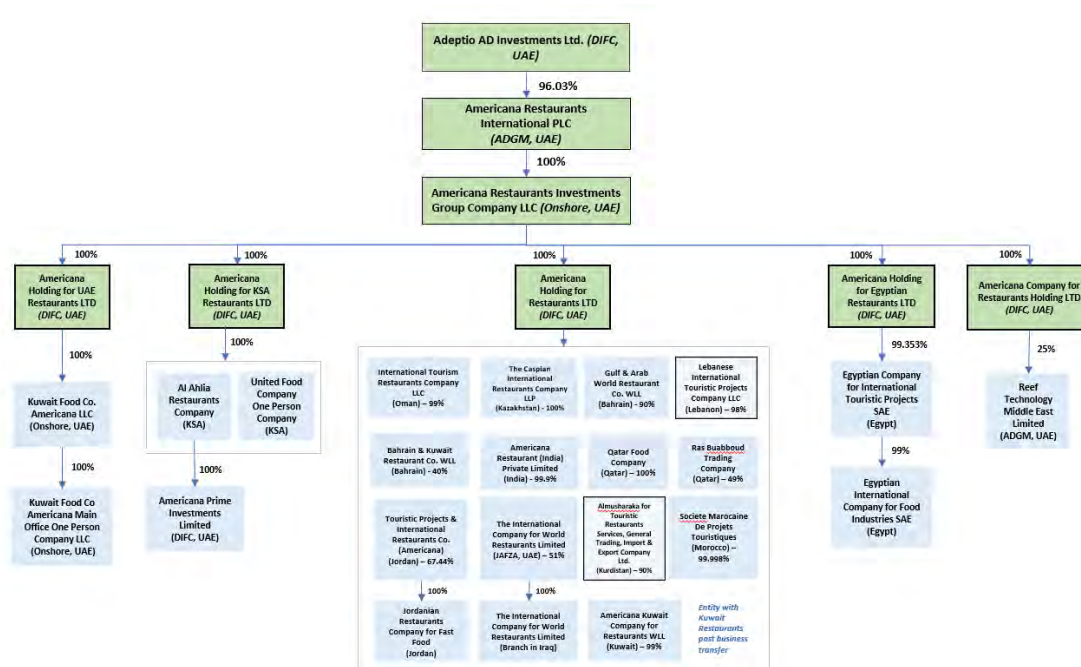 Adeptio AD Investments Ltd. (DIFC,
UAE)
96.03%
Americana Restaurants
International PLC
(ADGM, UAE)
100%
Americana Restaurants Investments
Group Company LLC (Onshore, UAE)
100%
100%
100%
100%
100%
Americana
Holding for UAE
Restaurants LTD
(DIFC, UAE)
Americana
Holding for KSA
Restaurants LTD
(DIFC, UAE)
Americana
Holding for
Restaurants LTD
(DIFC, UAE)
Americana Holding
for Egyptian
Restaurants LTD
(DIFC, UAE)
Americana Company for
Restaurants Holding LTD
(DIFC, UAE)
100%
100%
99.353%
25%
Kuwait Food Co.
Americana LLC
(Onshore, UAE)
Al Ahlia
Restaurants
Company
(KSA)
United Food
Company
One Person
Company
(KSA)
International Tourism
Restaurants Company
LLC
(Oman) – 99%
The Caspian
International
Restaurants Company
LLP
(Kazakhstan) - 100%
Gulf & Arab
World Restaurant
Co. WLL
(Bahrain) - 90%
Lebanese
International
Touristic Projects
Company LLC
(Lebanon) – 98%
Egyptian Company
for International
Touristic Projects
SAE
(Egypt)
Reef
Technology
Middle East
Limited
(ADGM, UAE)
100%
100%
99%
Bahrain & Kuwait
Restaurant Co. WLL
(Bahrain) - 40%
Americana
Restaurant (India)
Private Limited
(India) – 99.9%
Qatar Food
Company
(Qatar) – 100%
Ras Buabboud
Trading
Company
(Qatar) – 49%
Kuwait Food Co
Americana Main
Office One Person
Company LLC
(Onshore, UAE)
Americana Prime
Investments
Limited
(DIFC, UAE)
Touristic Projects &
International
Restaurants Co.
(Americana)
(Jordan) – 67.44%
The International
Company for World
Restaurants Limited
(JAFZA, UAE) – 51%
Almusharaka for
Touristic
Restaurants
Services, General
Trading, Import &
Export Company
Ltd.
(Kurdistan) – 90%
Societe Marocaine
De Projets
Touristiques
(Morocco) –
99.998%
Egyptian
International
Company for Food
Industries SAE
(Egypt)
100%
100%
Jordanian
Restaurants
Company for Fast
Food
(Jordan)
The International
Company for World
Restaurants Limited
(Branch in Iraq)
Americana Kuwait
Company for
Restaurants WLL
(Kuwait) – 99%
Entity with
Kuwait
Restaurants
post business
transfer